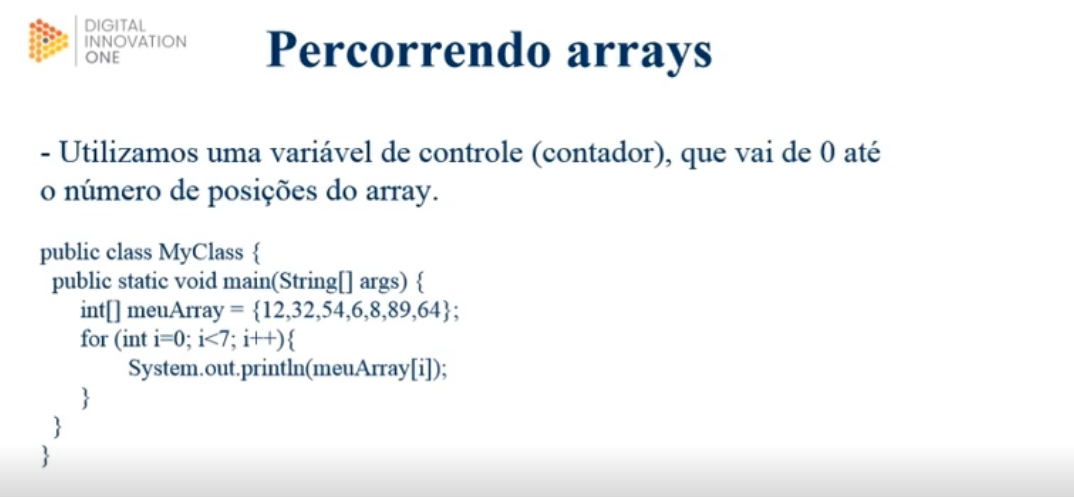 DIGITAL
INNOVATION
ONE
Percorrendo arrays
- Utilizamos uma variável de controle (contador), que vai de 0 até
o número de posições do array.
public class MyClass {
public static void main(String[] args) {
int[] meuArray = {12,32,54,6,8,89,64};
for (int i=0; i<7; i++){
System.out.println(meuArray[i]);
}
}
}